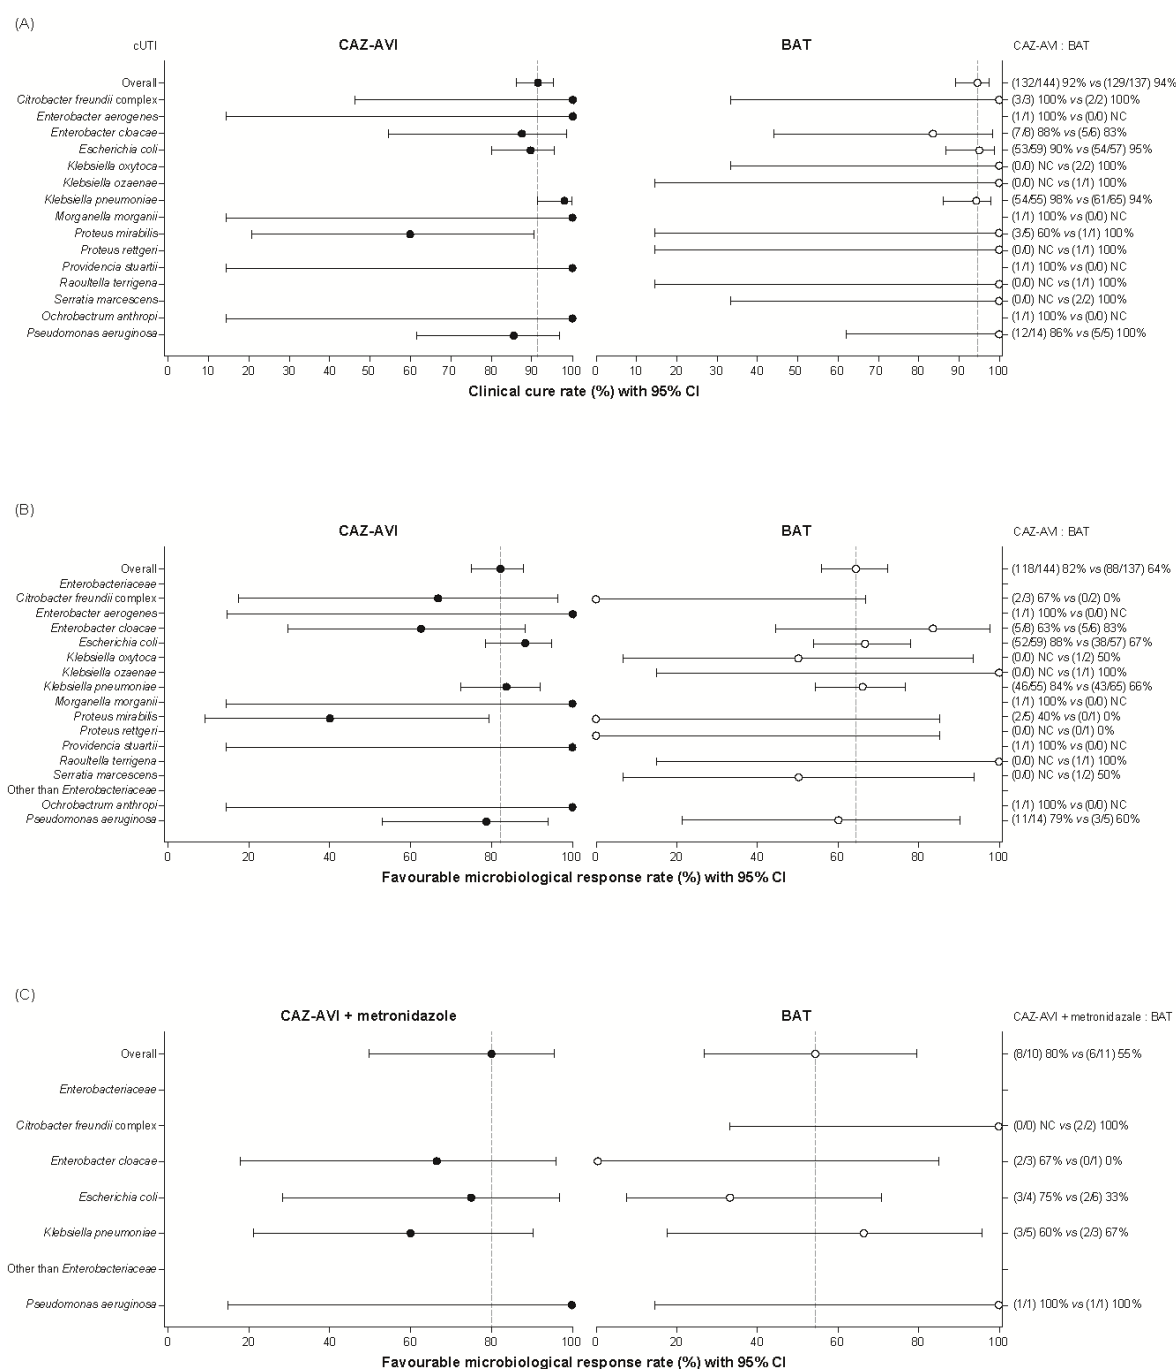 (A)
cUTI CAZ-AVI BAT CAZ-AVI : BAT
Overall (132/144) 92% vs (129/137) 94%
Citrobacter freundii complex (3/3) 100% vs (2/2) 100%
Enterobacter aerogenes (1/1) 100% vs (0/0) NC
Enterobacter cloacae (7/8) 88% vs (5/6) 83%
Escherichia coli (53/59) 90% vs (54/57) 95%
Klebsiella oxytoca (0/0) NC vs (2/2) 100%
Klebsiella ozaenae (0/0) NC vs (1/1) 100%
Klebsiella pneumoniae (54/55) 98% vs (61/65) 94%
Morganella morganii (1/1) 100% vs (0/0) NC
Proteus mirabilis (3/5) 60% vs (1/1) 100%
Proteus rettgeri (0/0) NC vs (1/1) 100%
Providencia stuartii (1/1) 100% vs (0/0) NC
Raoultella terrigena (0/0) NC vs (1/1) 100%
Serratia marcescens (0/0) NC vs (2/2) 100%
Ochrobactrum anthropi (1/1) 100% vs (0/0) NC
Pseudomonas aeruginosa (12/14) 86% vs (5/5) 100%
0 10 20 30 40 50 60 70 80 90 100 0 10 20 30 40 50 60 70 80 90 100
Clinical cure rate (%) with 95% CI
(B)
CAZ-AVI BAT CAZ-AVI : BAT
Overall (118/144) 82% vs (88/137) 64%
Enterobacteriaceae
Citrobacter freundii complex (2/3) 67% vs (0/2) 0%
Enterobacter aerogenes (1/1) 100% vs (0/0) NC
Enterobacter cloacae (5/8) 63% vs (5/6) 83%
Escherichia coli (52/59) 88% vs (38/57) 67%
Klebsiella oxytoca (0/0) NC vs (1/2) 50%
Klebsiella ozaenae (0/0) NC vs (1/1) 100%
Klebsiella pneumoniae (46/55) 84% vs (43/65) 66%
Morganella morganii (1/1) 100% vs (0/0) NC
Proteus mirabilis (2/5) 40% vs (0/1) 0%
Proteus rettgeri (0/0) NC vs (0/1) 0%
Providencia stuartii (1/1) 100% vs (0/0) NC
Raoultella terrigena (0/0) NC vs (1/1) 100%
Serratia marcescens (0/0) NC vs (1/2) 50%
Other than Enterobacteriaceae
Ochrobactrum anthropi (1/1) 100% vs (0/0) NC
Pseudomonas aeruginosa (11/14) 79% vs (3/5) 60%
0 20 40 60 80 100 0 20 40 60 80 100
Favourable microbiological response rate (%) with 95% CI
(C)
CAZ-AVI + metronidazole BAT CAZ-AVI + metronidazale : BAT
Overall (8/10) 80% vs (6/11) 55%
Enterobacteriaceae
Citrobacter freundii complex (0/0) NC vs (2/2) 100%
Enterobacter cloacae (2/3) 67% vs (0/1) 0%
Escherichia coli (3/4) 75% vs (2/6) 33%
Klebsiella pneumoniae (3/5) 60% vs (2/3) 67%
Other than Enterobacteriaceae
Pseudomonas aeruginosa (1/1) 100% vs (1/1) 100%
0 10 20 30 40 50 60 70 80 90 100 0 10 20 30 40 50 60 70 80 90 100
Favourable microbiological response rate (%) with 95% CI